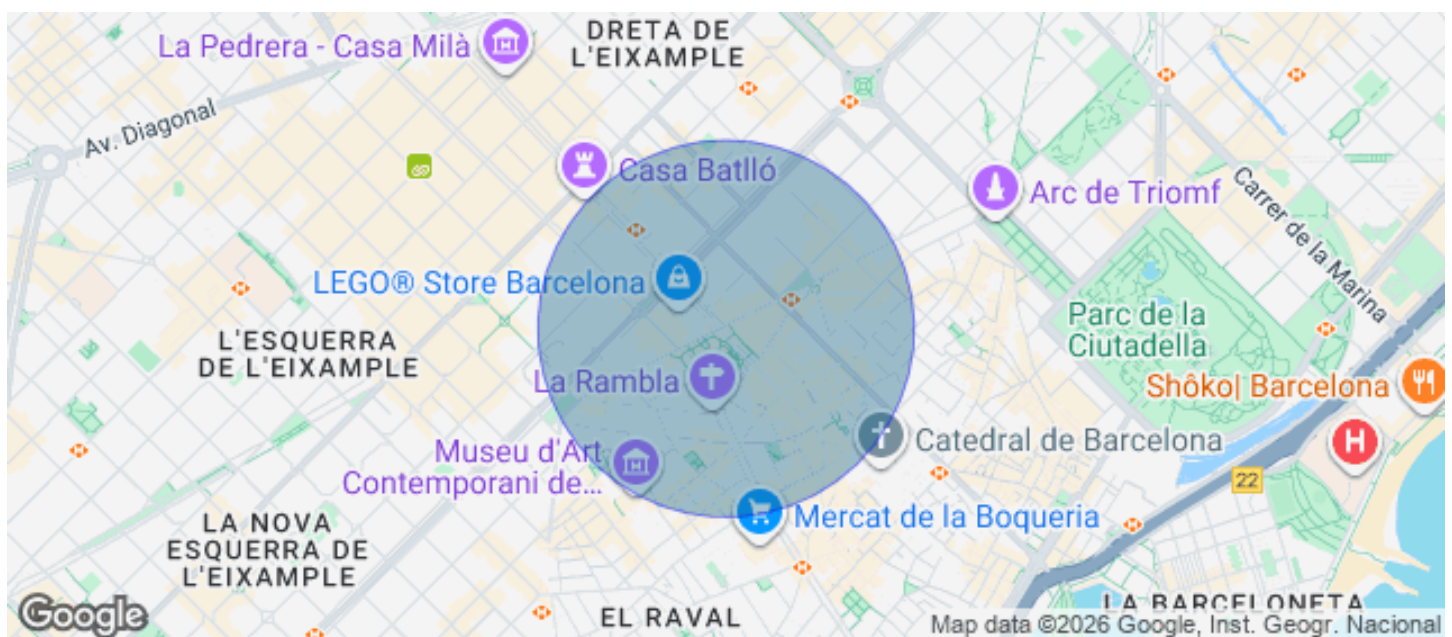 La Pedrera - Casa Milà
DRETA DE
L'EIXAMPLE
Av. Diagonal
Casa Batlló
Arc de Triomf
Carrer de la Marina
LEGO® Store Barcelona
L'ESQUERRA
DE L'EIXAMPLE
Parc de la
Ciutadella
La Rambla
Shôko| Barcelona
H
Museu d'Art
Contemporani de...
Catedral de Barcelona
22
LA NOVA
ESQUERRA DE
L'EIXAMPLE
Mercat de la Boqueria
Google
EL RAVAL
LA BARCELONETA
Map data ©2026 Google, Inst. Geogr. Nacional